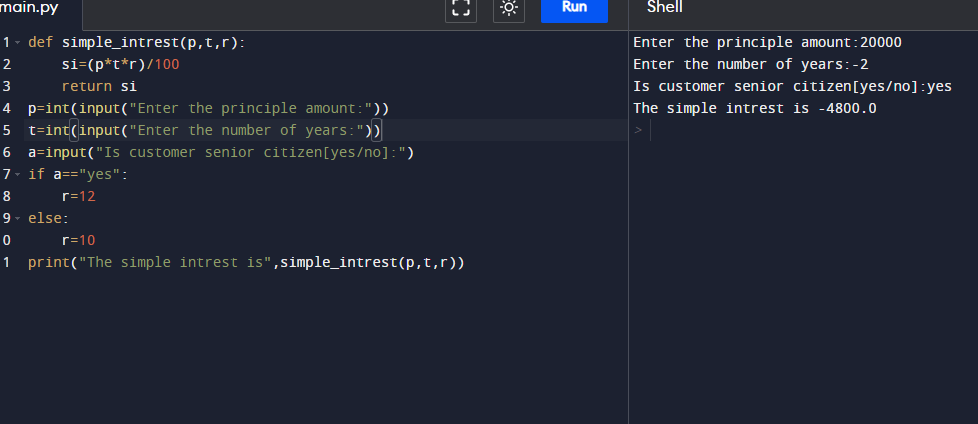 main.py
Run
Shell
1 def simple_intrest(p,t,r):
2 si=(p*t*r)/100
3 return si
4 p=int(input("Enter the principle amount:"))
5 t=int(input("Enter the number of years:"))
6 a=input("Is customer senior citizen[yes/no]:")
7 if a=="yes":
8 r=12
9 else:
0 r=10
1 print("The simple intrest is",simple_intrest(p,t,r))
Enter the principle amount:20000
Enter the number of years:-2
Is customer senior citizen[yes/no]:yes
The simple intrest is -4800.0
>